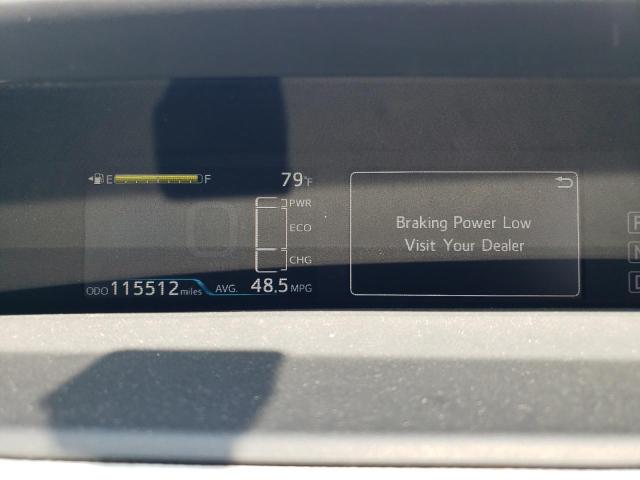 E F 79°F
PWR
ECO
CHG
ODO 115512 miles AVG. 48.5 MPG
Braking Power Low
Visit Your Dealer
N
D